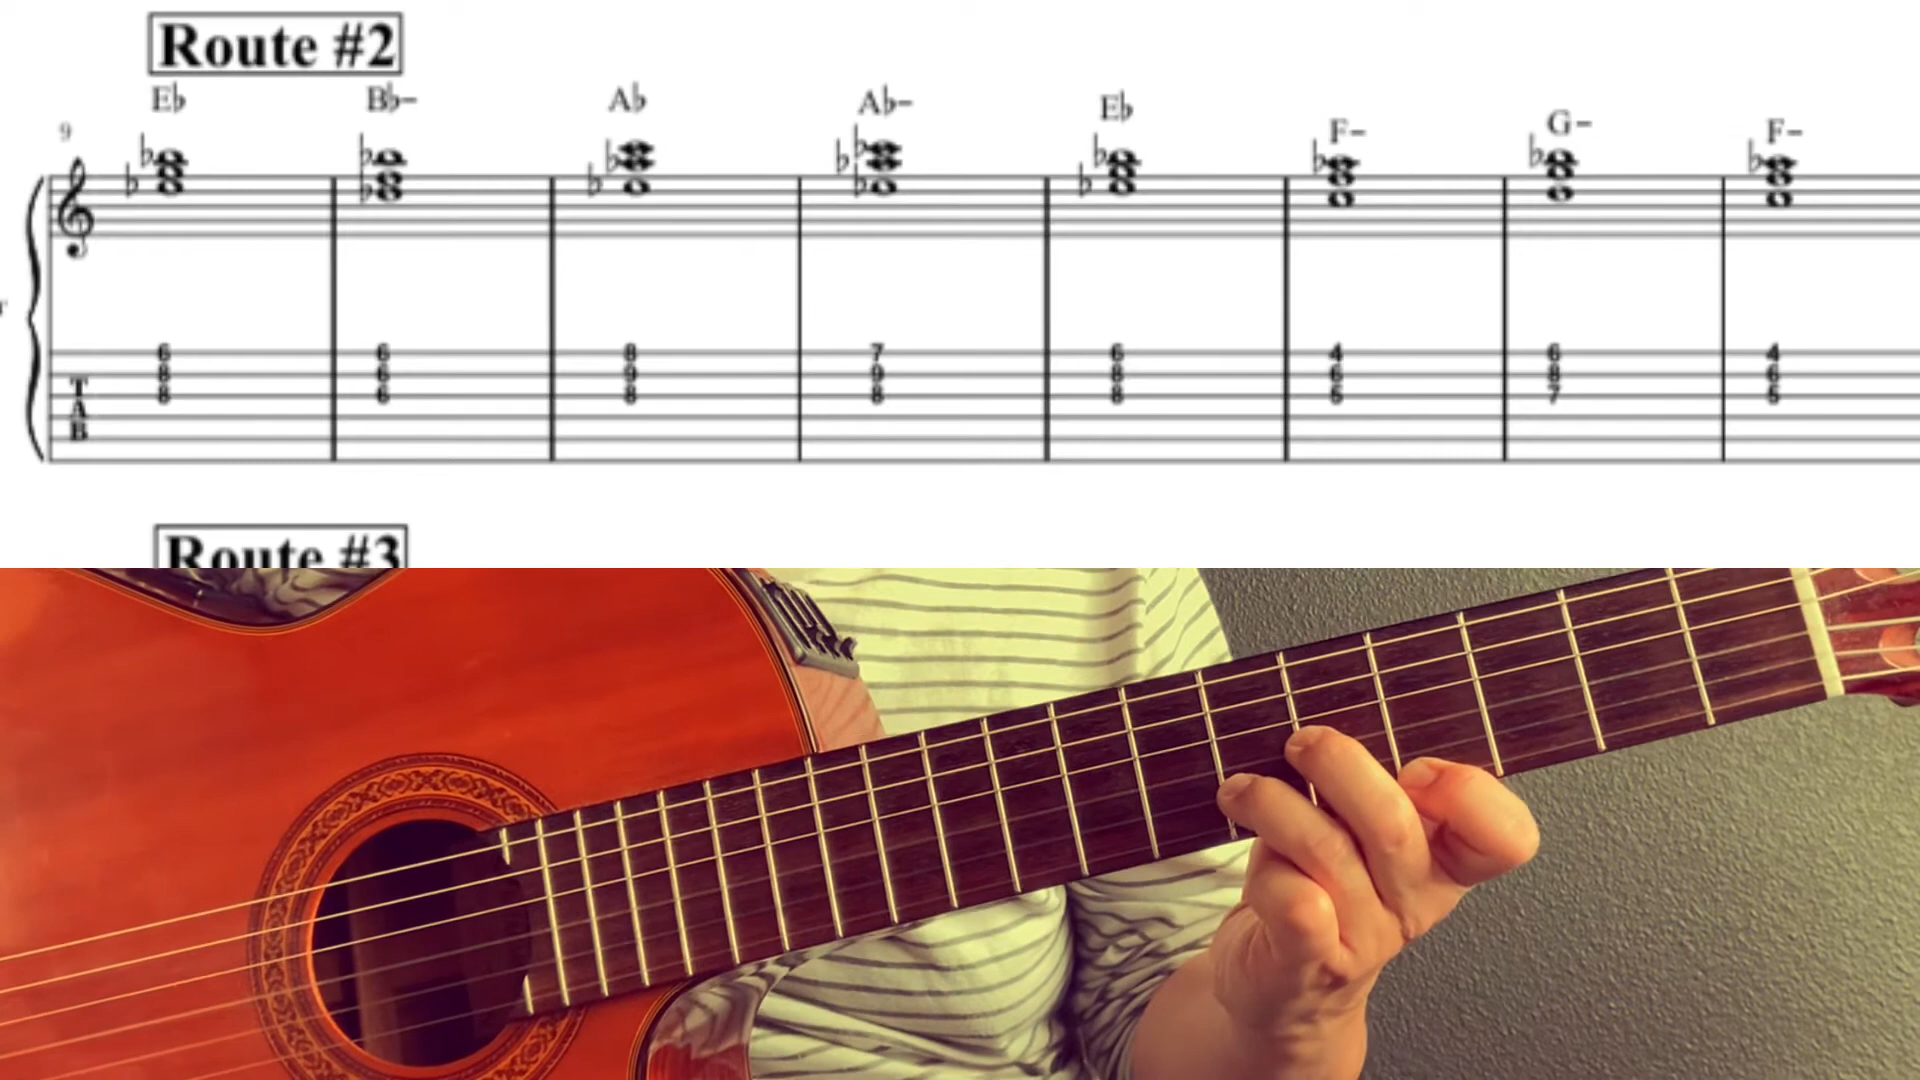 Route #2
E♭ B♭- A♭ A♭- E♭ F- G- F-
9
6 6 8 7 6 4 6 4
8 6 9 9 8 6 8 6
T 8 6 8 8 8 5 7 5
A
B
Route #3